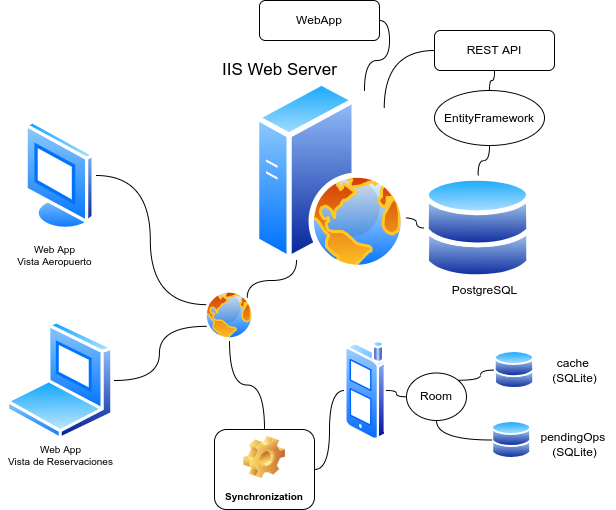 WebApp
REST API
IIS Web Server
EntityFramework
PostgreSQL
Web App
Vista Aeropuerto
Web App
Vista de Reservaciones
Synchronization
Room
cache
(SQLite)
pendingOps
(SQLite)